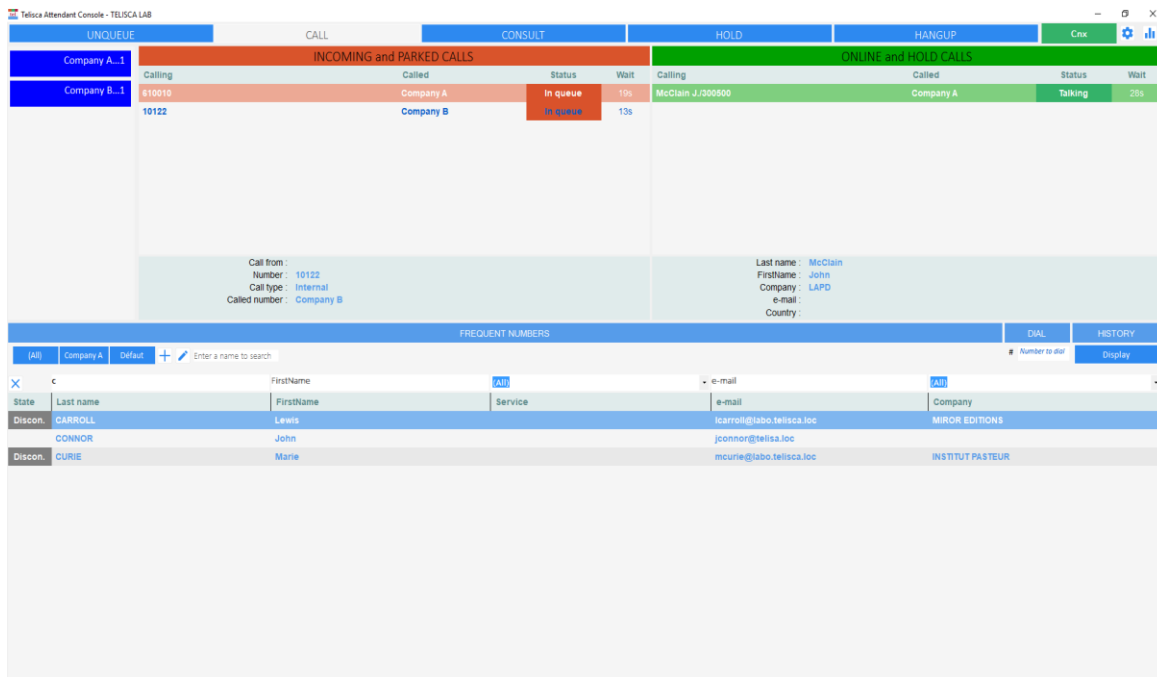 Telisca Attendant Console - TELISCA LAB
UNQUEUE CALL CONSULT HOLD HANGUP Cnx
Company A...1
Company B...1
INCOMING and PARKED CALLS
Calling Called Status Wait
610010 Company A In queue 19s
10122 Company B In queue 13s
Call from :
Number : 10122
Call type : Internal
Called number : Company B
ONLINE and HOLD CALLS
Calling Called Status Wait
McClain J./300500 Company A Talking 28s
Last name : McClain
FirstName : John
Company : LAPD
e-mail :
Country :
FREQUENT NUMBERS DIAL HISTORY
(All) Company A Défaut Enter a name to search # Number to dial Display
c FirstName (All) e-mail (All)
State Last name FirstName Service e-mail Company
Discon. CARROLL Lewis lcarroll@labo.telisca.loc MIROR EDITIONS
CONNOR John jconnor@telisa.loc
Discon. CURIE Marie mcurie@labo.telisca.loc INSTITUT PASTEUR